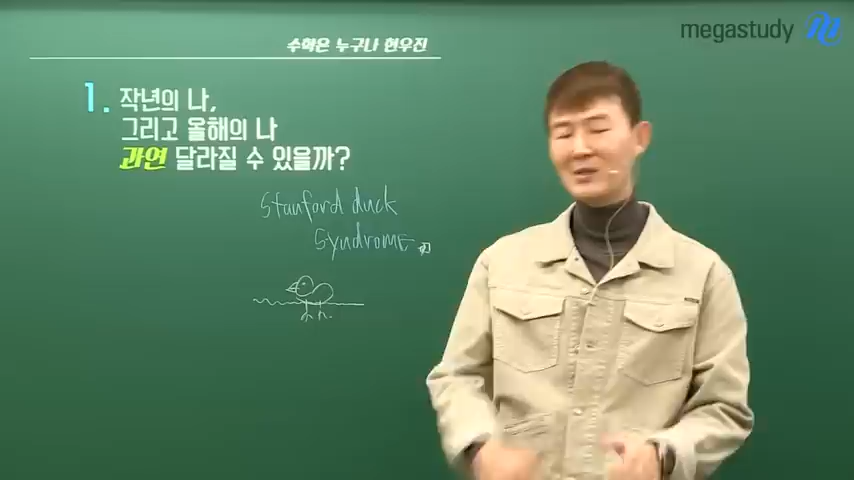 megastudy
수학은 누구나 현우진
1. 작년의 나,
그리고 올해의 나
과연 달라질 수 있을까?
Stanford duck
Syndrome